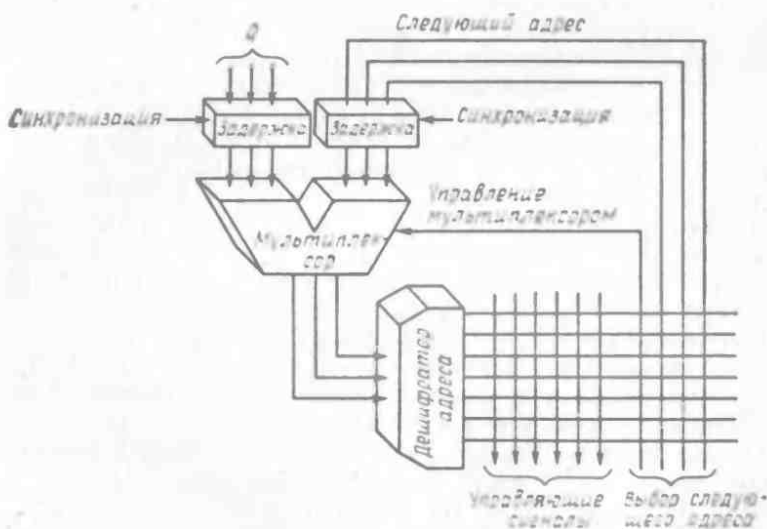 Следующий адрес
Q
Синхронизация
Задержка
Задержка
Синхронизация
Управление
мультиплексором
Мультиплек-
сор
Дешифратор
адреса
Управляющие
сигналы
Выбор следую-
щего адреса